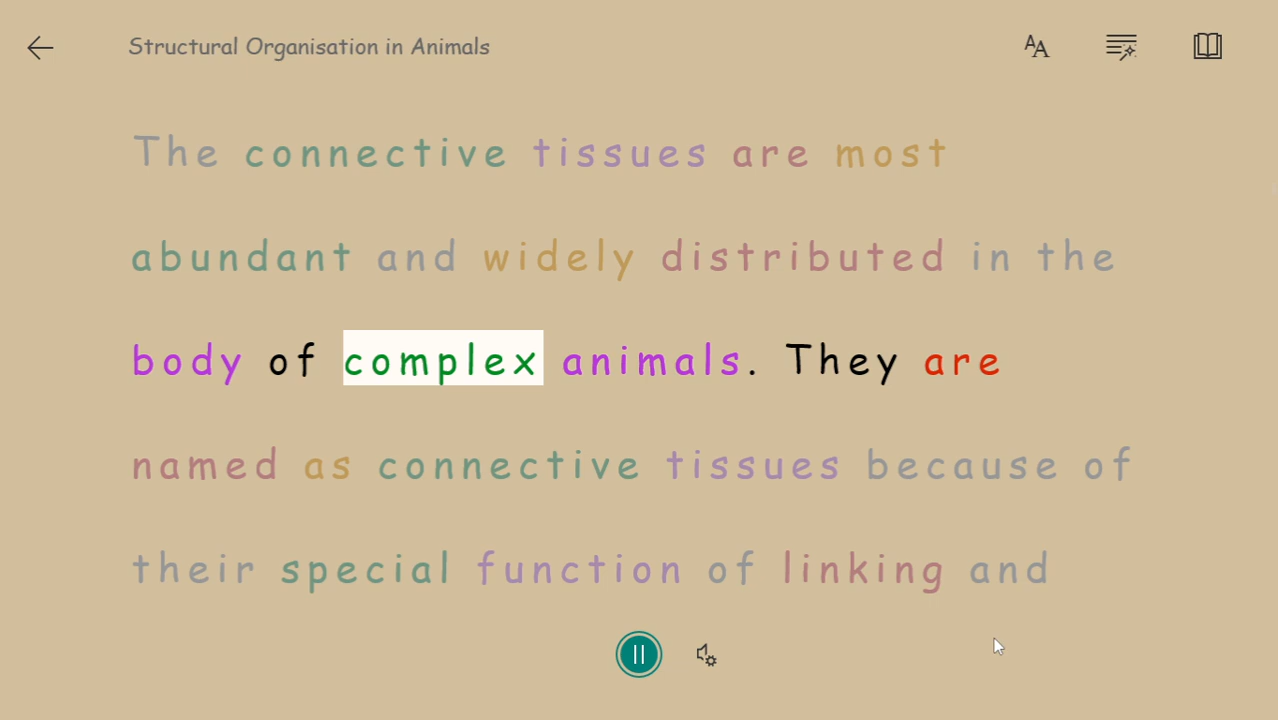 Structural Organisation in Animals
The connective tissues are most
abundant and widely distributed in the
body of complex animals. They are
named as connective tissues because of
their special function of linking and